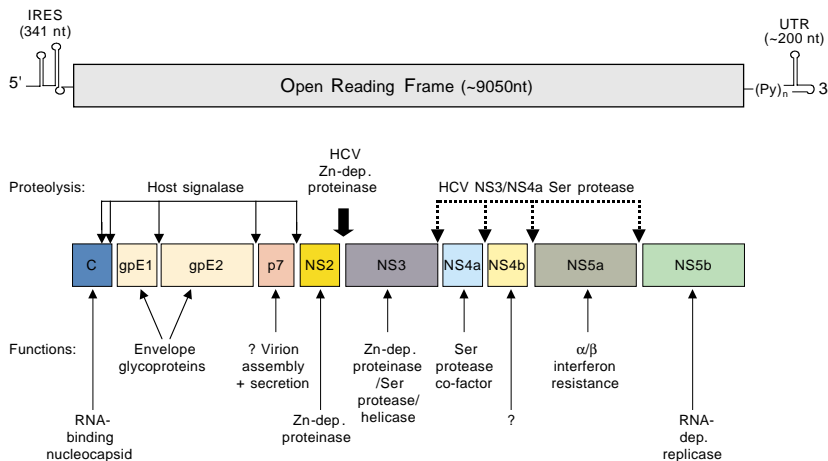 IRES
(341 nt)
UTR
(~200 nt)
5'
Open Reading Frame (~9050nt)
(Py)n
3
HCV
Zn-dep.
proteinase
Proteolysis:
Host signalase
HCV NS3/NS4a Ser protease
C
gpE1
gpE2
p7
NS2
NS3
NS4a
NS4b
NS5a
NS5b
Functions:
Envelope
glycoproteins
? Virion
assembly
+ secretion
Zn-dep.
proteinase
/Ser
protease/
helicase
Ser
protease
co-factor
α/β
interferon
resistance
RNA-
binding
nucleocapsid
Zn-dep.
proteinase
?
RNA-
dep.
replicase